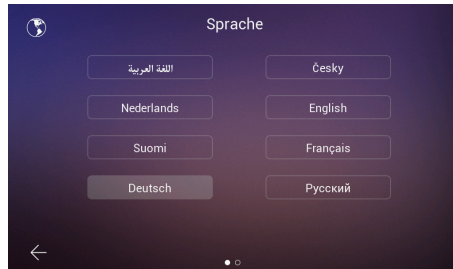 Sprache
اللغة العربية
Česky
Nederlands
English
Suomi
Français
Deutsch
Русский